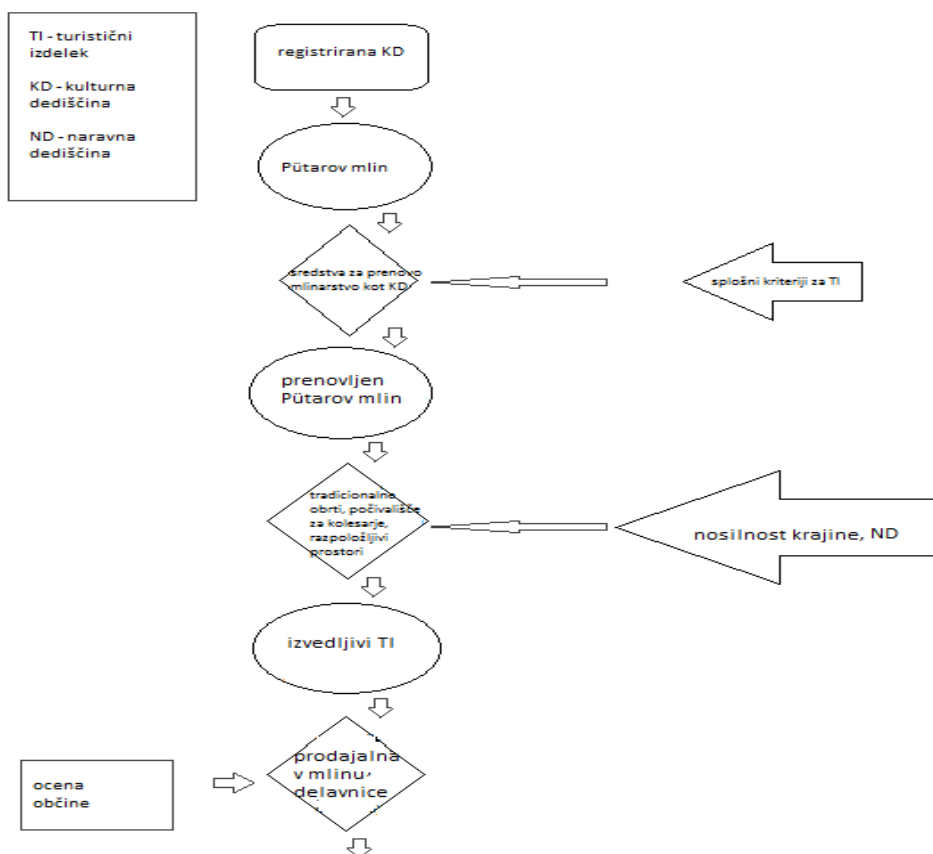 TI - turistični
izdelek
KD - kulturna
dediščina
ND - naravna
dediščina
registrirana KD
Pütarov mlin
sredstva za prenovo
mlinarstvo kot KD
splošni kriteriji za TI
prenovljen
Pütarov mlin
tradicionalne
obrti, počivališče
za kolesarje,
razpoložljivi
prostori
nosilnost krajine, ND
izvedljivi TI
prodajalna
v mlinu,
delavnice
ocena
občine